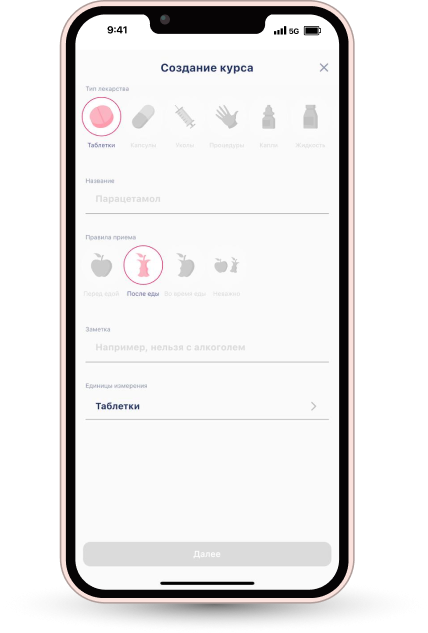 9:41
5G
Создание курса
Тип лекарства
Таблетки
Капсулы
Уколы
Процедуры
Капли
Жидкость
Название
Парацетамол
Правила приема
Перед едой
После еды
Во время еды
Неважно
Заметка
Например, нельзя с алкоголем
Единицы измерения
Таблетки
Далее